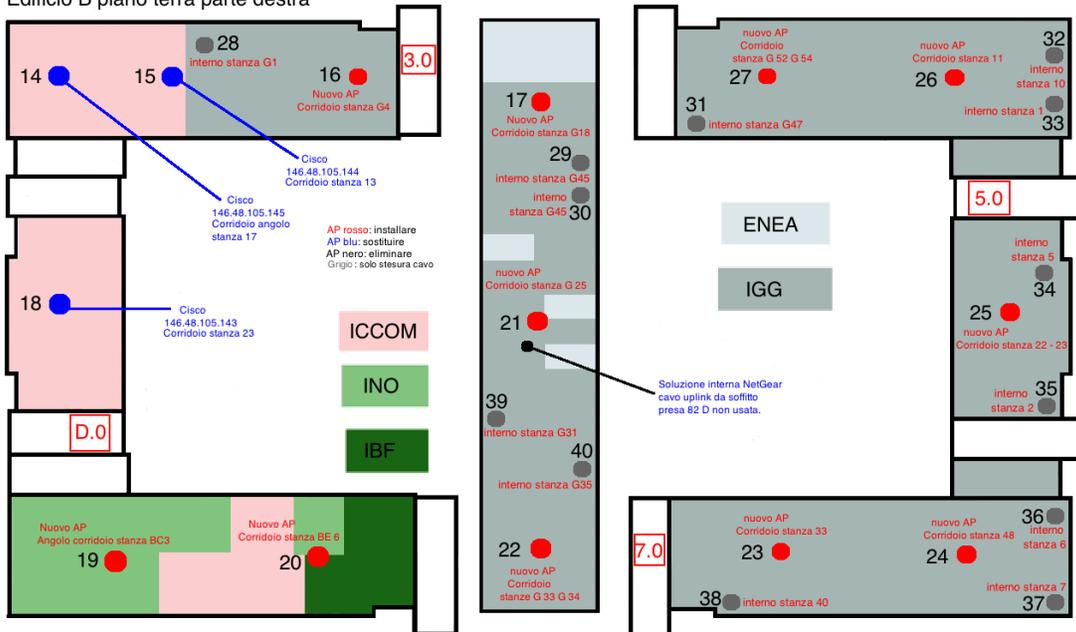 Edificio B piano terra parte destra
14
15
28
interno stanza G1
16
Nuovo AP
Corridoio stanza G4
3.0
Cisco
146.48.105.144
Corridoio stanza 13
Cisco
146.48.105.145
Corridoio angolo
stanza 17
AP rosso: installare
AP blu: sostituire
AP nero: eliminare
Grigio : solo stesura cavo
18
Cisco
146.48.105.143
Corridoio stanza 23
ICCOM
INO
IBF
D.0
Nuovo AP
Angolo corridoio stanza BC3
19
Nuovo AP
Corridoio stanza BE 6
20
17
Nuovo AP
Corridoio stanza G18
29
interno stanza G45
interno
stanza G45
30
nuovo AP
Corridoio stanza G 25
21
Soluzione interna NetGear
cavo uplink da soffitto
presa 82 D non usata.
39
interno stanza G31
40
interno stanza G35
22
nuovo AP
Corridoio
stanze G 33 G 34
ENEA
IGG
nuovo AP
Corridoio
stanza G 52 G 54
27
nuovo AP
Corridoio stanza 11
26
32
interno
stanza 10
31
interno stanza G47
interno stanza 1
33
5.0
interno
stanza 5
34
25
nuovo AP
Corridoio stanza 22 - 23
interno
stanza 2
35
7.0
nuovo AP
Corridoio stanza 33
23
nuovo AP
Corridoio stanza 48
24
36
interno
stanza 6
38
interno stanza 40
interno stanza 7
37